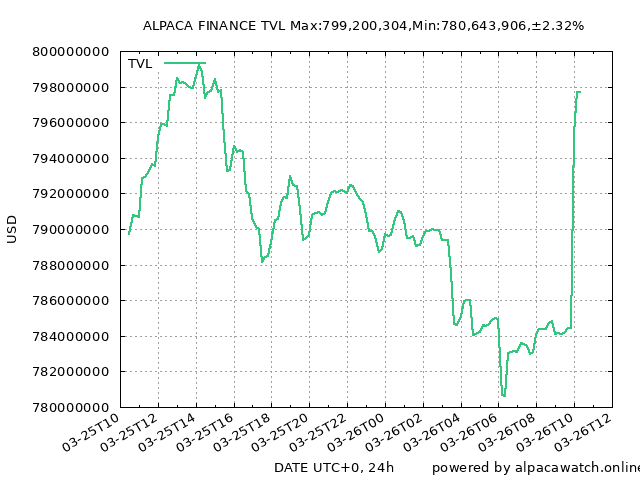 ALPACA FINANCE TVL Max:799,200,304,Min:780,643,906,±2.32%
TVL
800000000
798000000
796000000
794000000
792000000
790000000
788000000
786000000
784000000
782000000
780000000
USD
03-25T10
03-25T12
03-25T14
03-25T16
03-25T18
03-25T20
03-25T22
03-26T00
03-26T02
03-26T04
03-26T06
03-26T08
03-26T10
03-26T12
DATE UTC+0, 24h
powered by alpacawatch.online